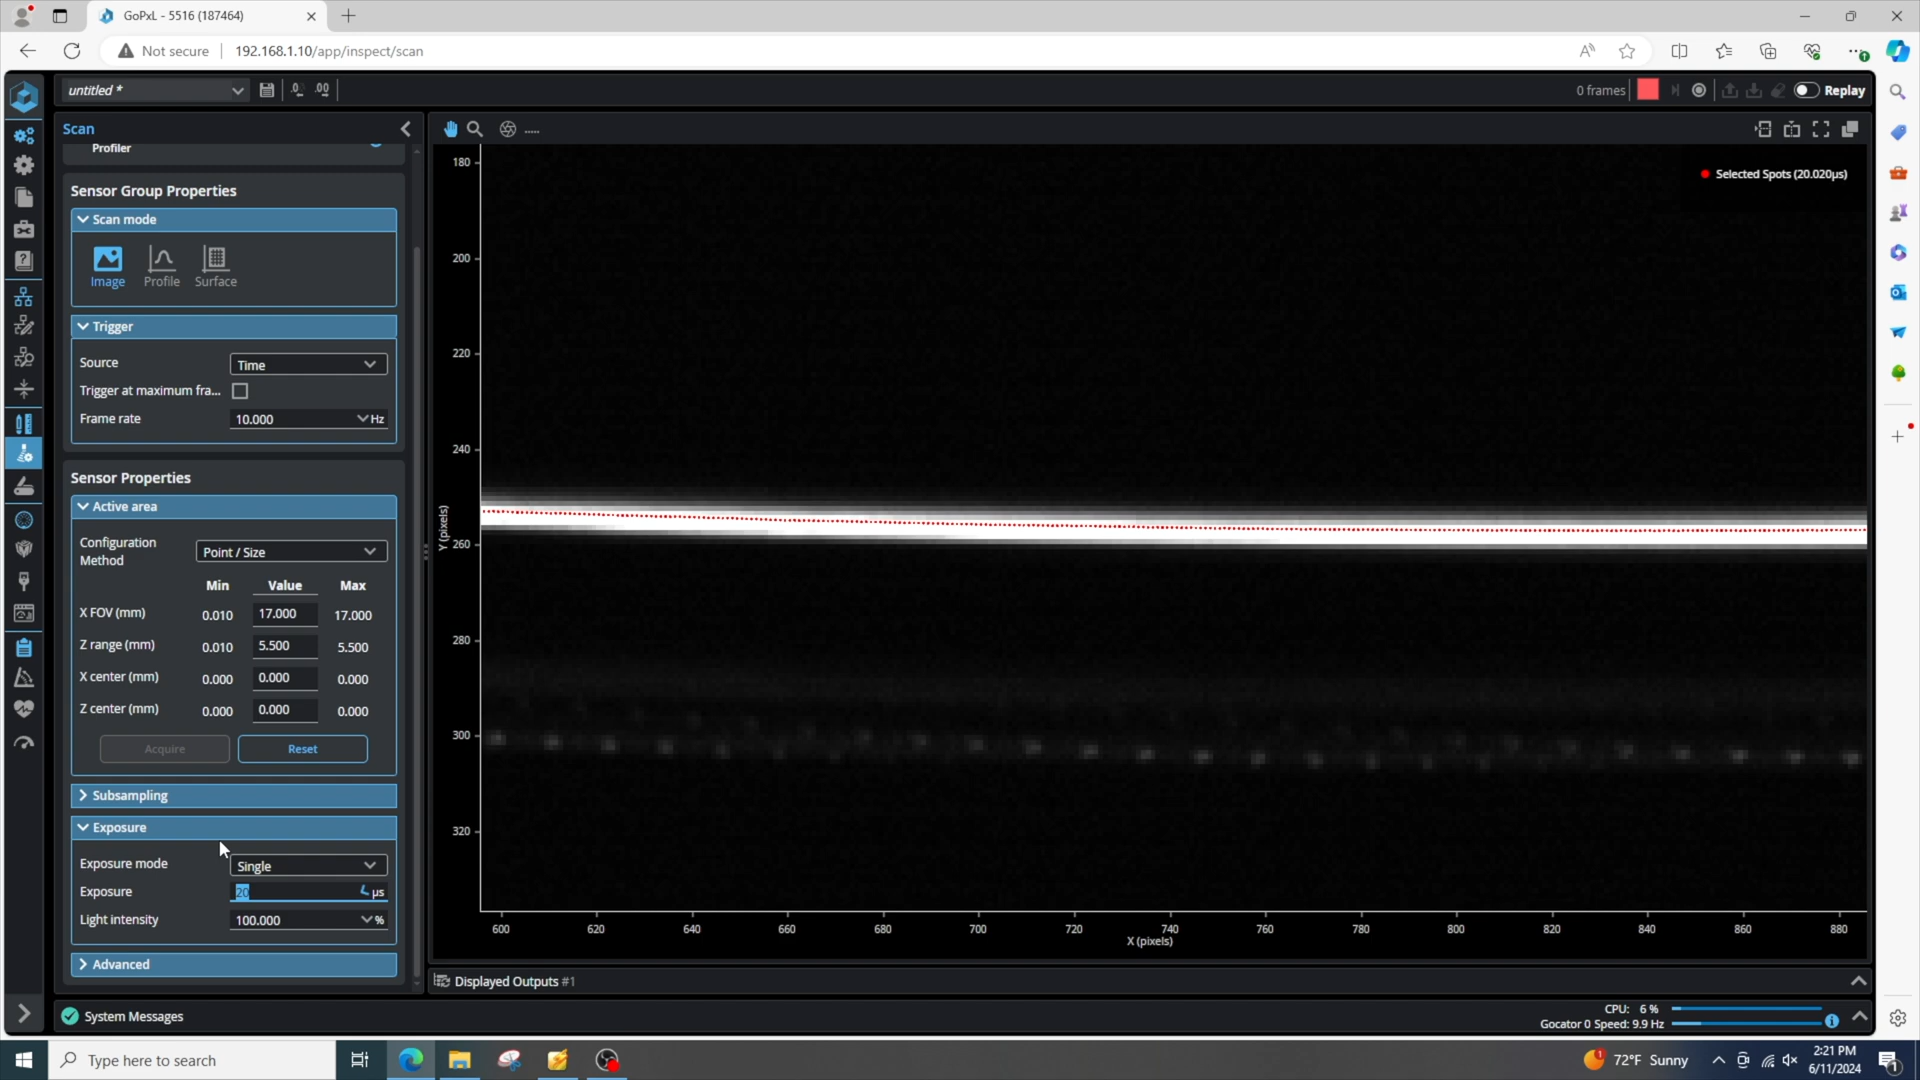 GoPxL - 5516 (187464)
Not secure
192.168.1.10/app/inspect/scan
untitled *
0 frames
Replay
Scan
Profiler
Sensor Group Properties
Scan mode
Image
Profile
Surface
Trigger
Source
Time
Trigger at maximum fra...
Frame rate
10.000
Hz
Sensor Properties
Active area
Configuration
Method
Point / Size
Min
Value
Max
X FOV (mm)
0.010
17.000
17.000
Z range (mm)
0.010
5.500
5.500
X center (mm)
0.000
0.000
0.000
Z center (mm)
0.000
0.000
0.000
Acquire
Reset
Subsampling
Exposure
Exposure mode
Single
Exposure
20
µs
Light intensity
100.000
%
Advanced
Selected Spots (20.020µs)
180
200
220
240
260
280
300
320
Y (pixels)
600
620
640
660
680
700
720
740
760
780
800
820
840
860
880
X (pixels)
Displayed Outputs #1
System Messages
CPU: 6 %
Gocator 0 Speed: 9.9 Hz
Type here to search
1
72°F Sunny
2:21 PM
6/11/2024
1